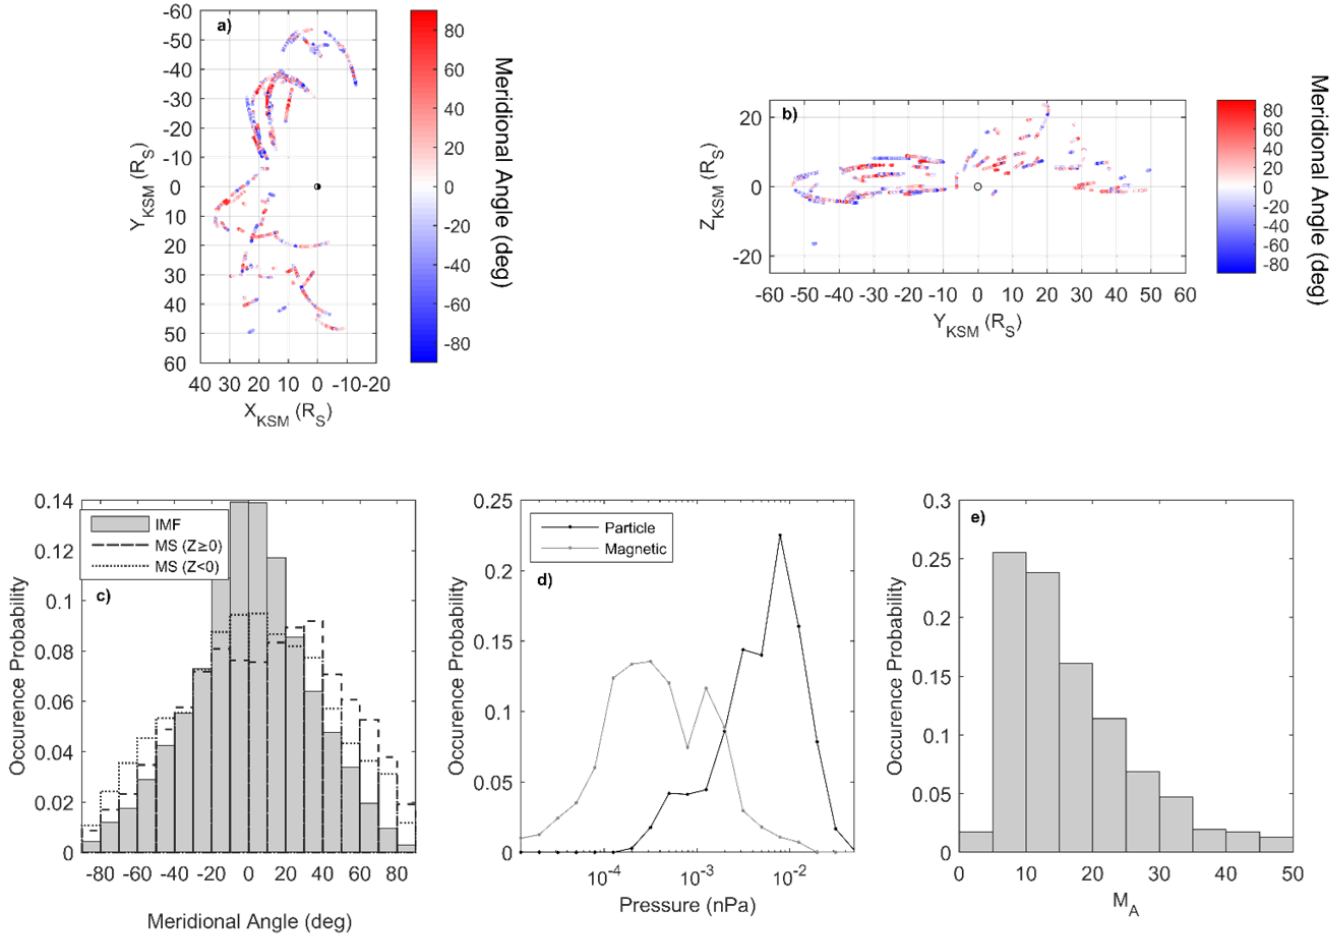 a)
-60
-50
-40
-30
-20
-10
0
10
20
30
40
50
60
Y_KSM (R_S)
40 30 20 10 0 -10-20
X_KSM (R_S)
80
60
40
20
0
-20
-40
-60
-80
Meridional Angle (deg)
b)
20
0
-20
Z_KSM (R_S)
-60 -50 -40 -30 -20 -10 0 10 20 30 40 50 60
Y_KSM (R_S)
80
60
40
20
0
-20
-40
-60
-80
Meridional Angle (deg)
0.14
0.12
0.1
0.08
0.06
0.04
0.02
0
Occurence Probability
IMF
MS (Z≥0)
MS (Z<0)
c)
-80 -60 -40 -20 0 20 40 60 80
Meridional Angle (deg)
0.25
0.2
0.15
0.1
0.05
0
Occurence Probability
Particle
Magnetic
d)
10^-4 10^-3 10^-2
Pressure (nPa)
0.3
0.25
0.2
0.15
0.1
0.05
0
Occurence Probability
e)
0 10 20 30 40 50
M_A